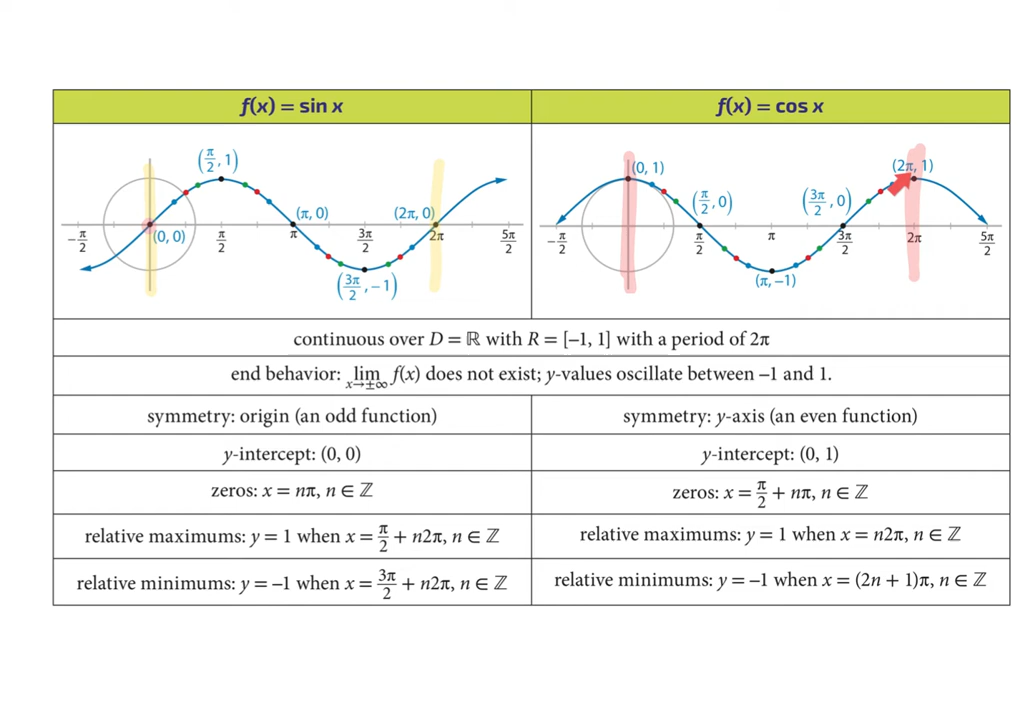 f(x) = sin x
f(x) = cos x
(π/2, 1)
(π, 0)
(2π, 0)
(0, 0)
(3π/2, −1)
−π/2
π/2
π
3π/2
2π
5π/2
(0, 1)
(π/2, 0)
(3π/2, 0)
(2π, 1)
(π, −1)
−π/2
π/2
π
3π/2
2π
5π/2
continuous over D = ℝ with R = [−1, 1] with a period of 2π
end behavior: lim x→±∞ f(x) does not exist; y-values oscillate between −1 and 1.
symmetry: origin (an odd function)
symmetry: y-axis (an even function)
y-intercept: (0, 0)
y-intercept: (0, 1)
zeros: x = nπ, n ∈ ℤ
zeros: x = π/2 + nπ, n ∈ ℤ
relative maximums: y = 1 when x = π/2 + n2π, n ∈ ℤ
relative maximums: y = 1 when x = n2π, n ∈ ℤ
relative minimums: y = −1 when x = 3π/2 + n2π, n ∈ ℤ
relative minimums: y = −1 when x = (2n + 1)π, n ∈ ℤ